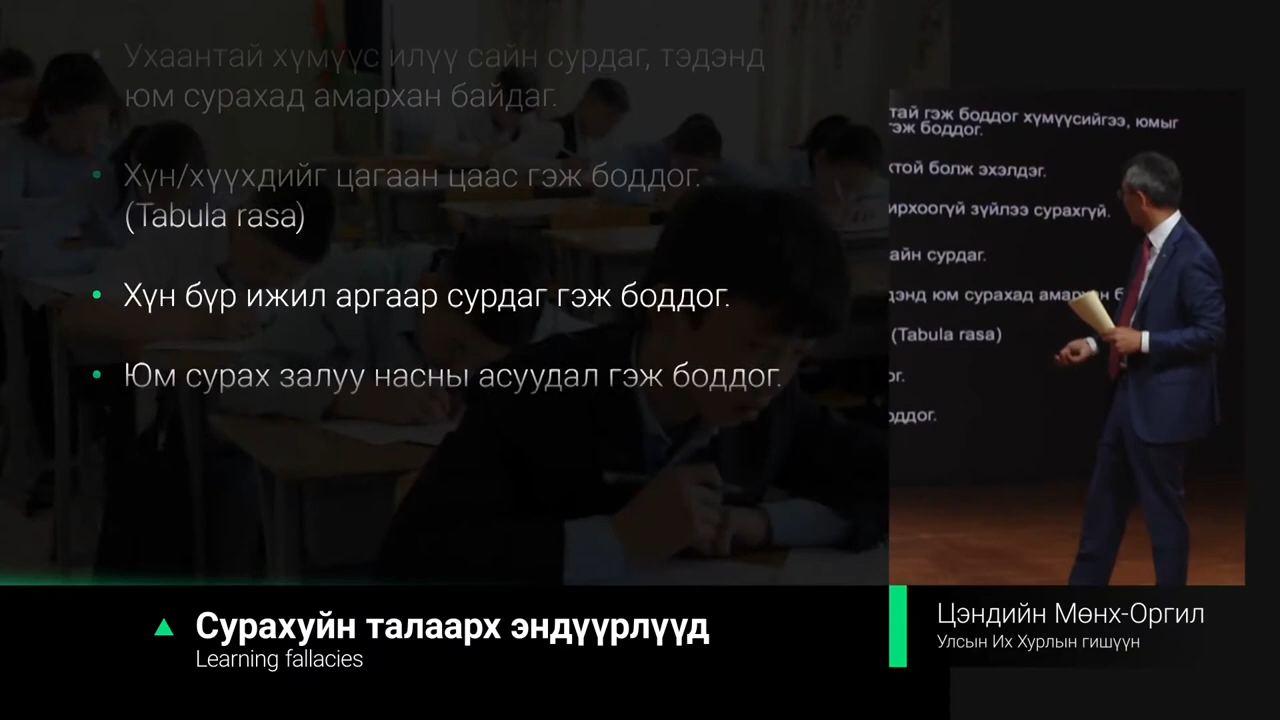 Ухаантай хүмүүс илүү сайн сурдаг, тэдэнд
юм сурахад амархан байдаг.
Хүн/хүүхдийг цагаан цаас гэж боддог.
(Tabula rasa)
Хүн бүр ижил аргаар сурдаг гэж боддог.
Юм сурах залуу насны асуудал гэж боддог.
тай гэж боддог хүмүүсийгээ, юмыг
гэж боддог.
ктой болж эхэлдэг.
ирхоогүй зүйлээ сурахгүй.
айн сурдаг.
дэнд юм сурахад амархан б
(Tabula rasa)
ог.
оддог.
Сурахуйн талаарх эндүүрлүүд
Learning fallacies
Цэндийн Мөнх-Оргил
Улсын Их Хурлын гишүүн